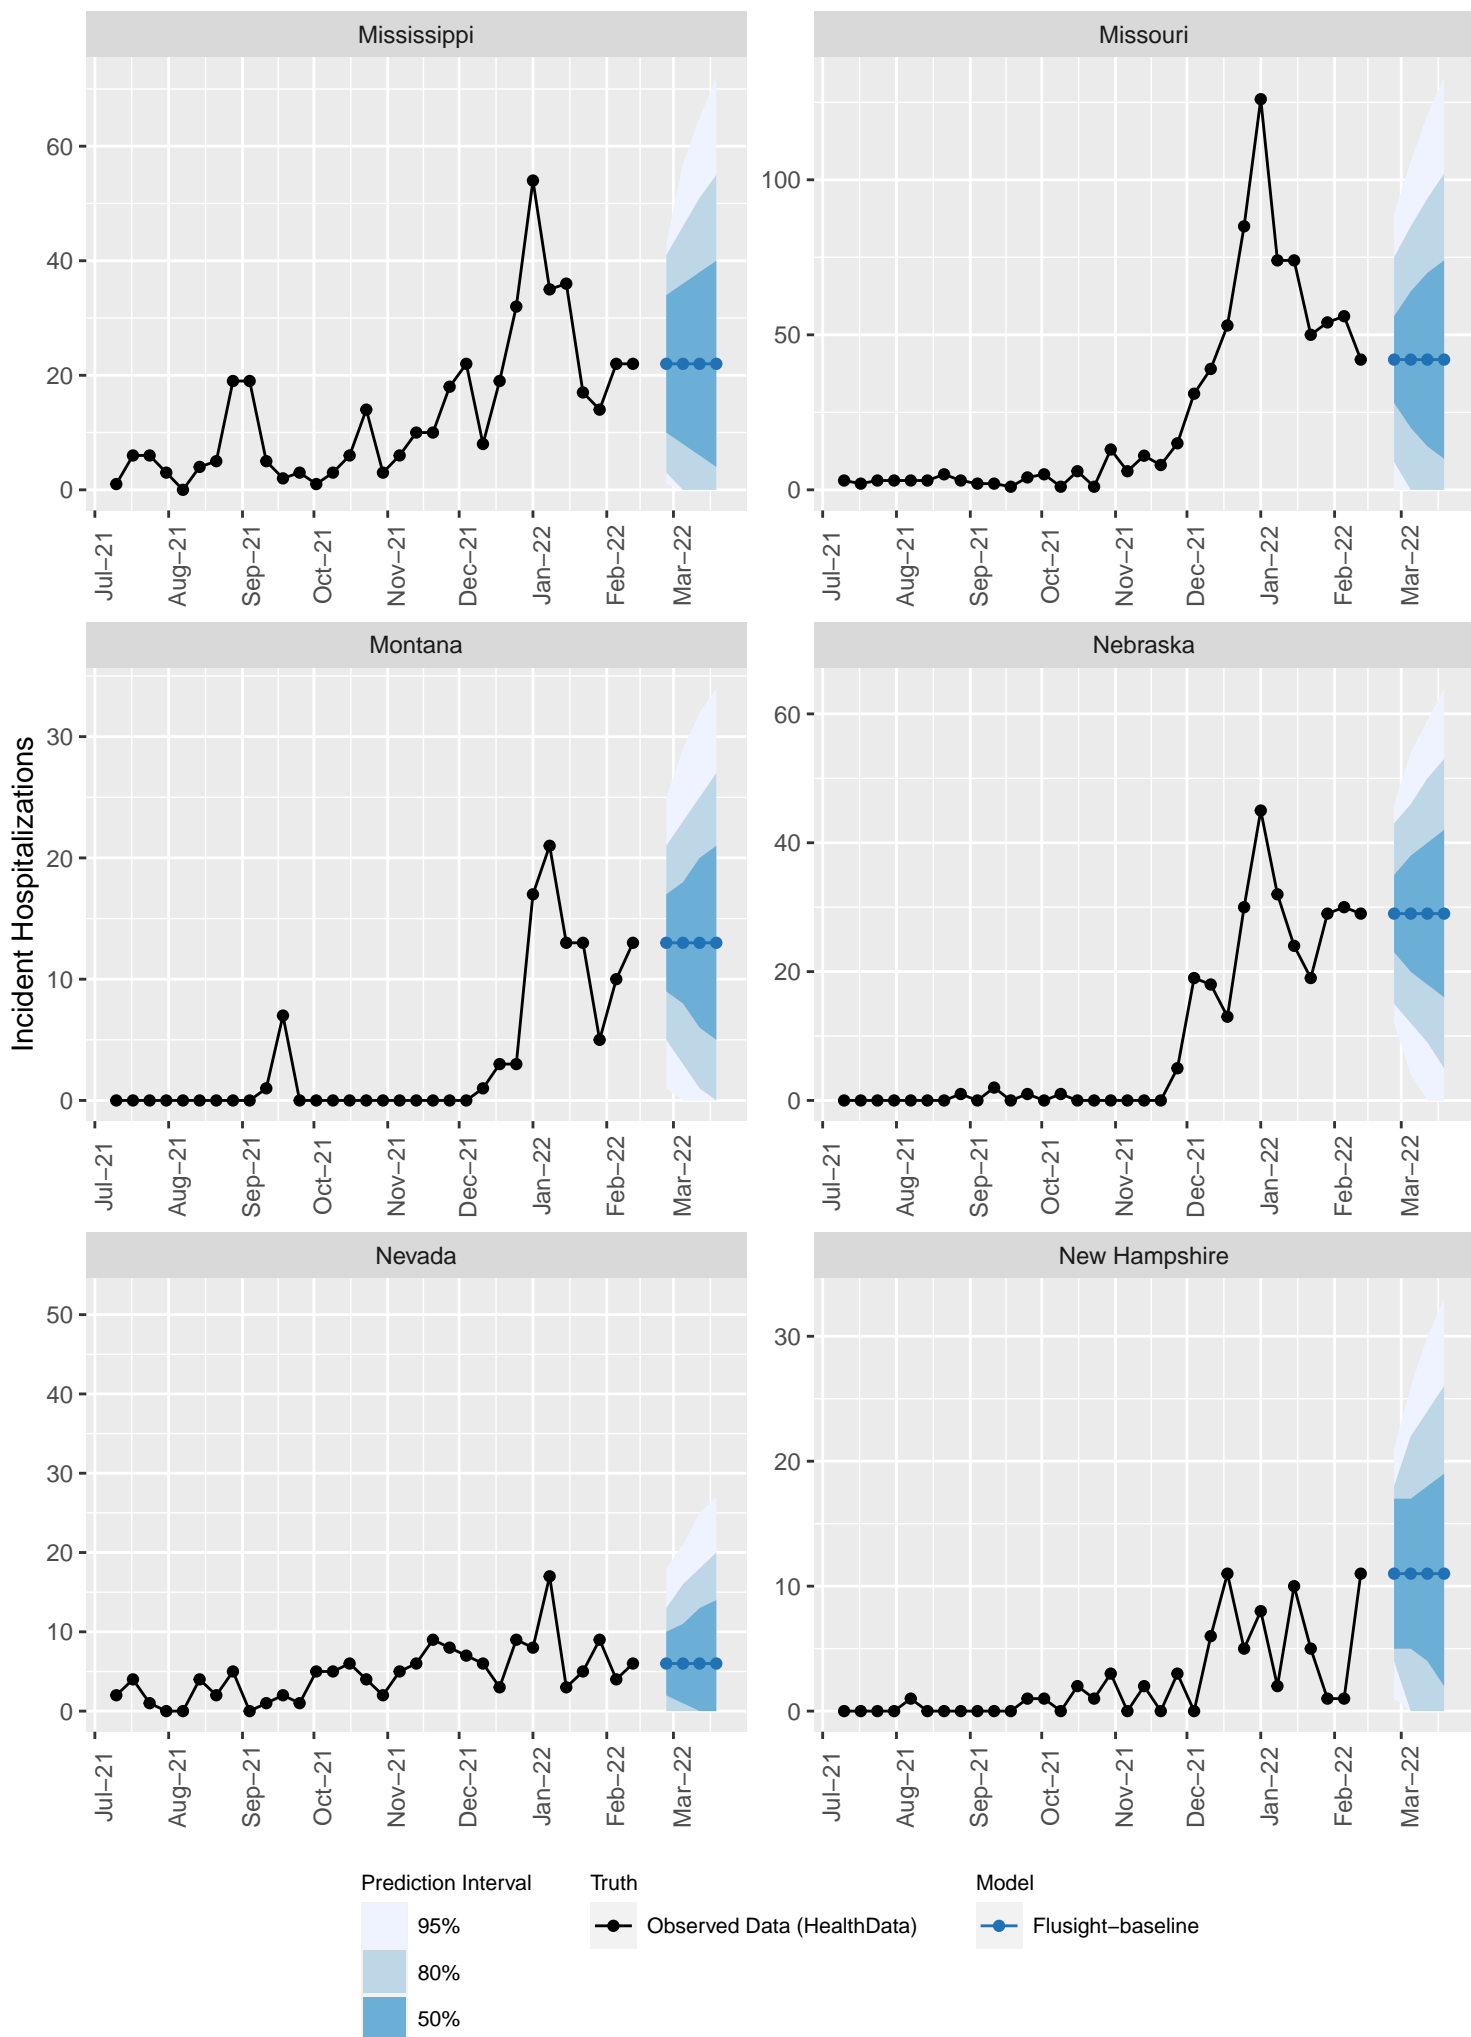 Mississippi
Missouri
60
40
20
0
100
50
0
Jul−21
Aug−21
Sep−21
Oct−21
Nov−21
Dec−21
Jan−22
Feb−22
Mar−22
Jul−21
Aug−21
Sep−21
Oct−21
Nov−21
Dec−21
Jan−22
Feb−22
Mar−22
Incident Hospitalizations
Montana
Nebraska
30
20
10
0
60
40
20
0
Jul−21
Aug−21
Sep−21
Oct−21
Nov−21
Dec−21
Jan−22
Feb−22
Mar−22
Jul−21
Aug−21
Sep−21
Oct−21
Nov−21
Dec−21
Jan−22
Feb−22
Mar−22
Nevada
New Hampshire
50
40
30
20
10
0
30
20
10
0
Jul−21
Aug−21
Sep−21
Oct−21
Nov−21
Dec−21
Jan−22
Feb−22
Mar−22
Jul−21
Aug−21
Sep−21
Oct−21
Nov−21
Dec−21
Jan−22
Feb−22
Mar−22
Prediction Interval
95%
80%
50%
Truth
Observed Data (HealthData)
Model
Flusight−baseline